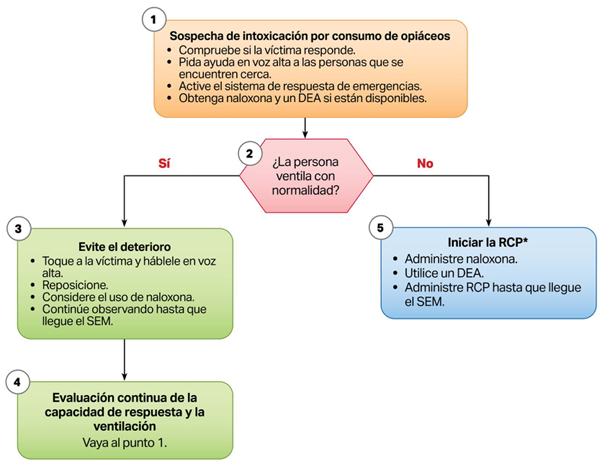 1
Sospecha de intoxicación por consumo de opiáceos
• Compruebe si la víctima responde.
• Pida ayuda en voz alta a las personas que se
encuentren cerca.
• Active el sistema de respuesta de emergencias.
• Obtenga naloxona y un DEA si están disponibles.
2
¿La persona
ventila con
normalidad?
Sí
No
3
Evite el deterioro
• Toque a la víctima y háblele en voz
alta.
• Reposicione.
• Considere el uso de naloxona.
• Continúe observando hasta que
llegue el SEM.
5
Iniciar la RCP*
• Administre naloxona.
• Utilice un DEA.
• Administre RCP hasta que llegue
el SEM.
4
Evaluación continua de la
capacidad de respuesta y la
ventilación
Vaya al punto 1.